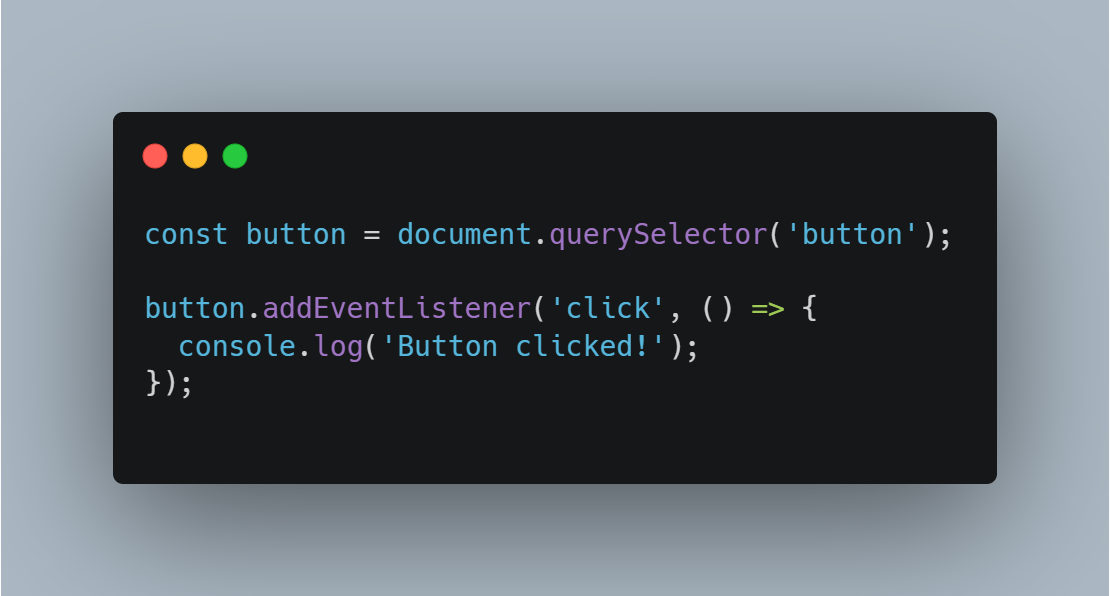 const button = document.querySelector('button');

button.addEventListener('click', () => {
  console.log('Button clicked!');
});